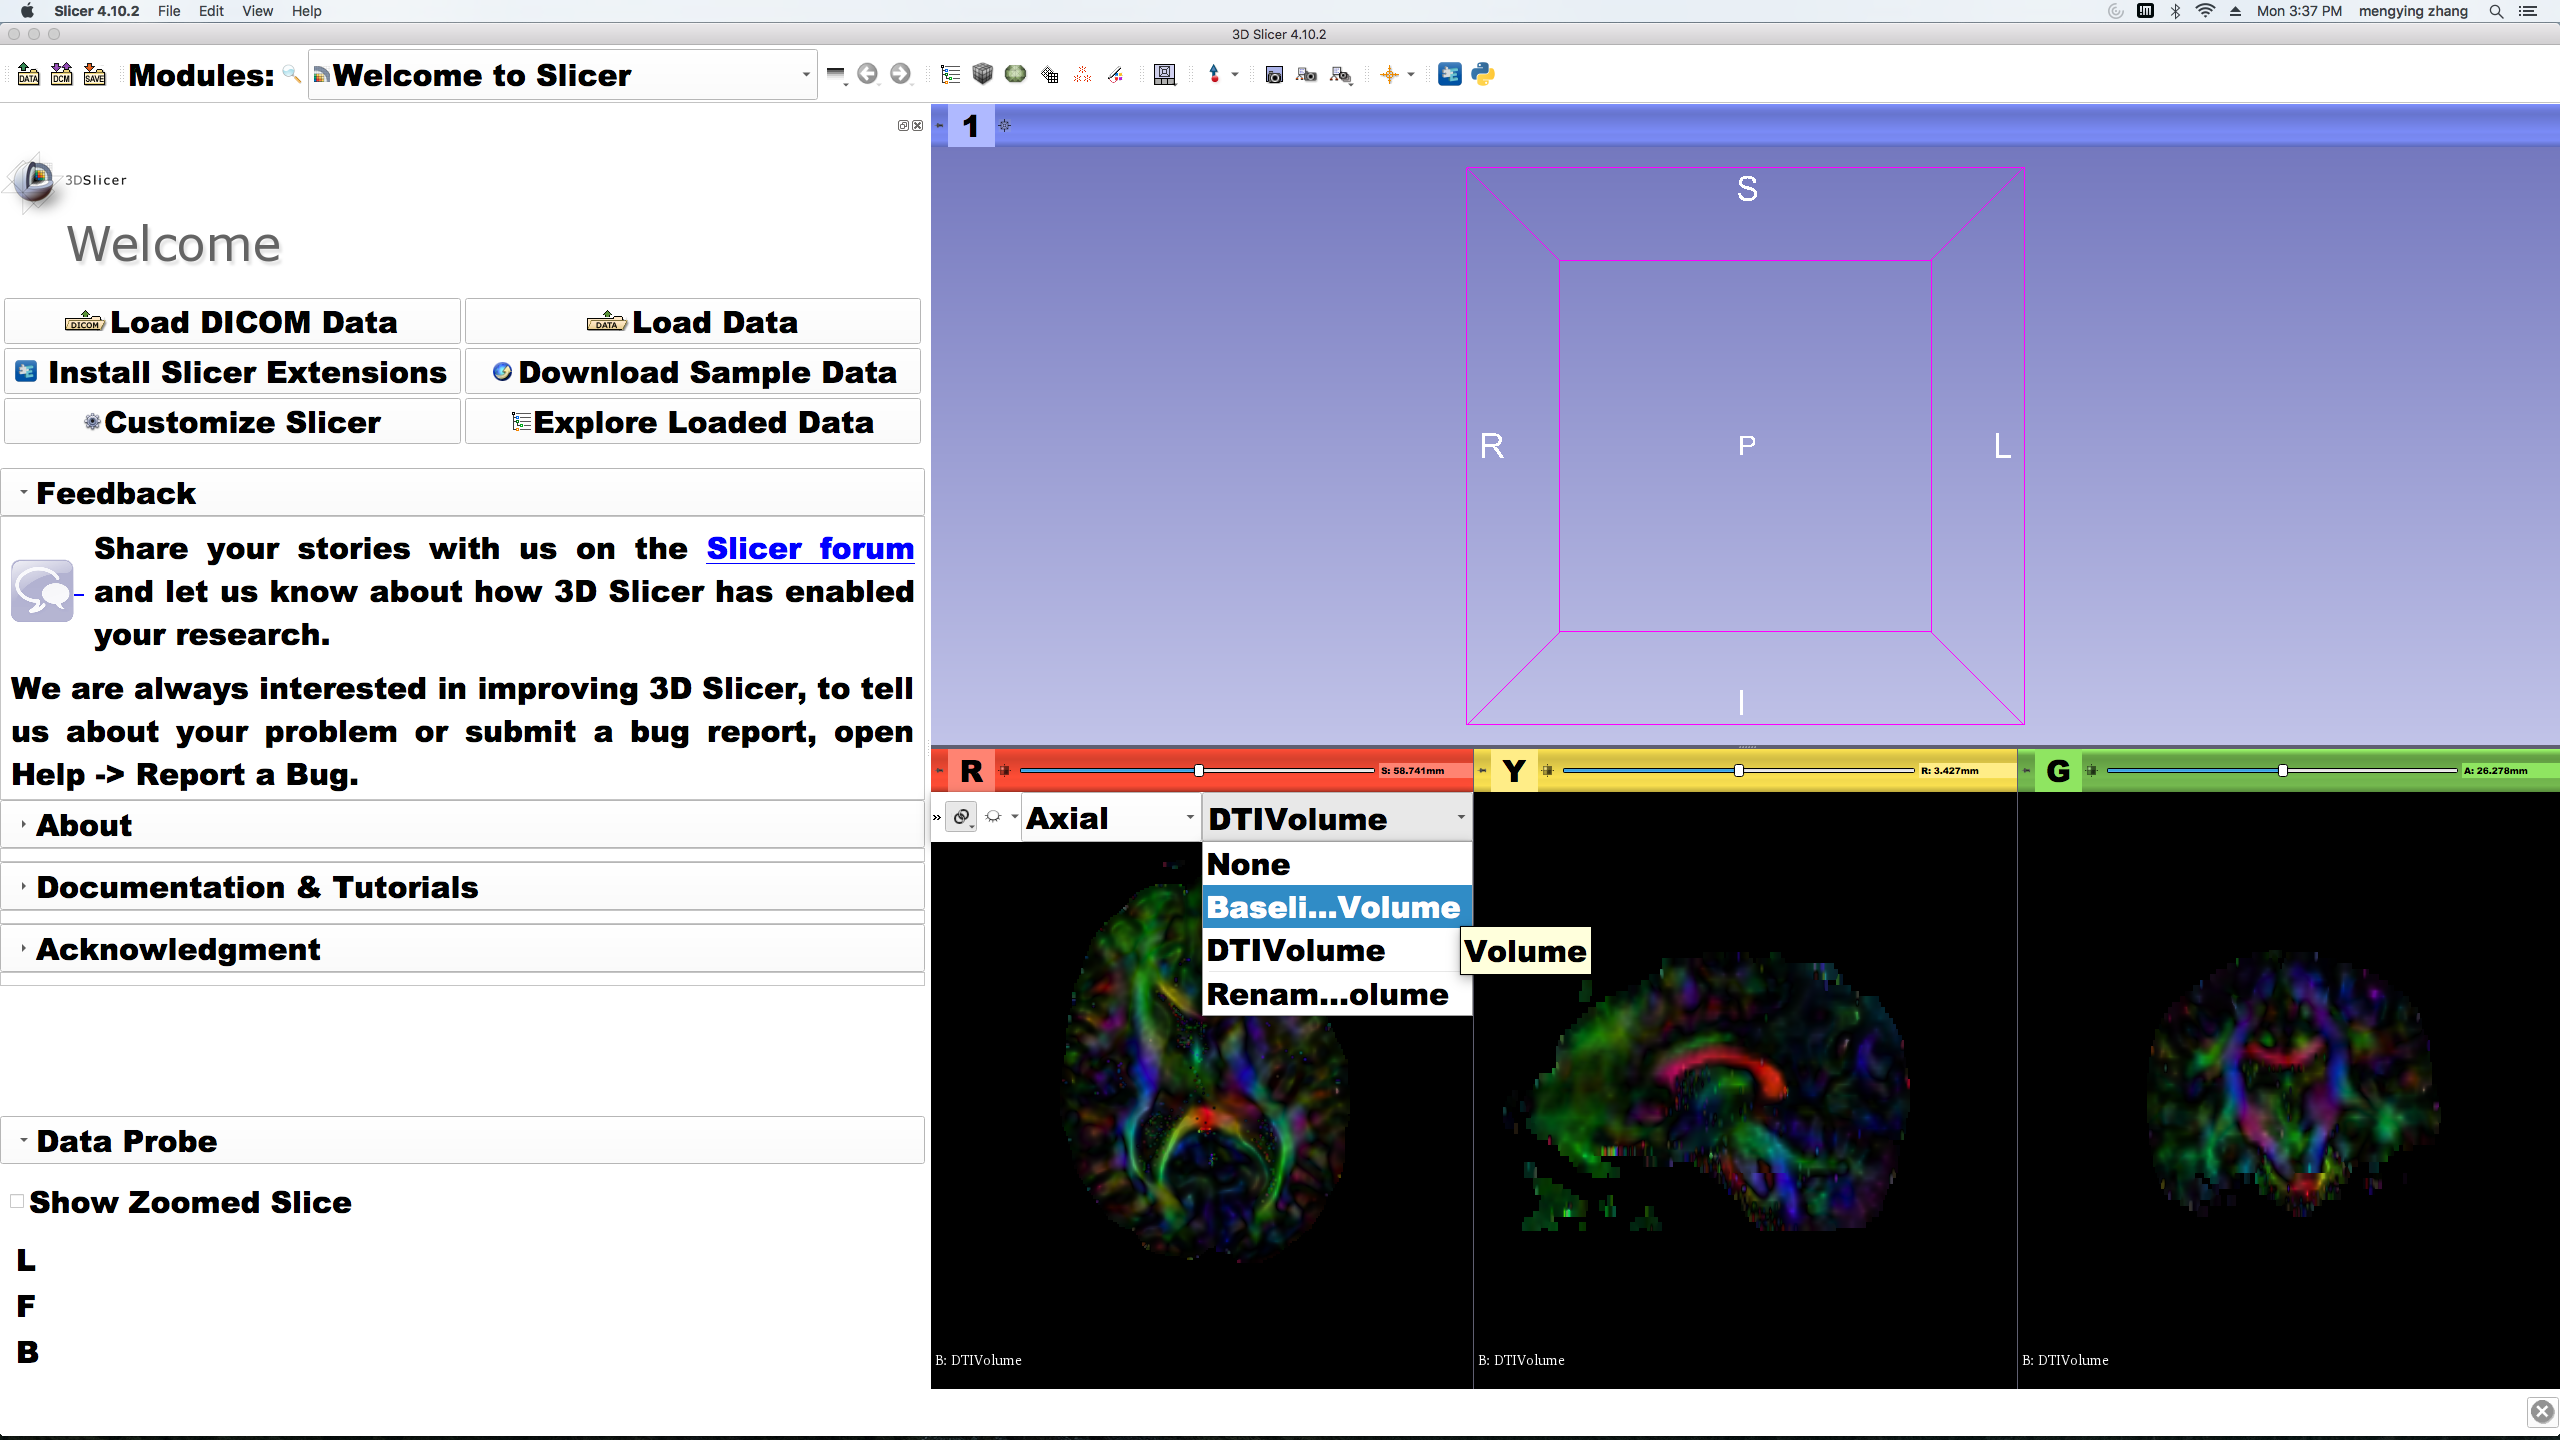 Slicer 4.10.2 File Edit View Help
Mon 3:37 PM mengying zhang
3D Slicer 4.10.2
DATA DCM SAVE Modules: Welcome to Slicer
1
3DSlicer
Welcome
DICOM Load DICOM Data
DATA Load Data
Install Slicer Extensions
Download Sample Data
Customize Slicer
Explore Loaded Data
Feedback
Share your stories with us on the Slicer forum
and let us know about how 3D Slicer has enabled
your research.
We are always interested in improving 3D Slicer, to tell
us about your problem or submit a bug report, open
Help -> Report a Bug.
About
Documentation & Tutorials
Acknowledgment
Data Probe
Show Zoomed Slice
L
F
B
S
R
P
L
I
R S: 58.741mm
Y R: 3.427mm
G A: 26.278mm
Axial DTIVolume
None
Baseli...Volume
DTIVolume
Volume
Renam...olume
B: DTIVolume
B: DTIVolume
B: DTIVolume